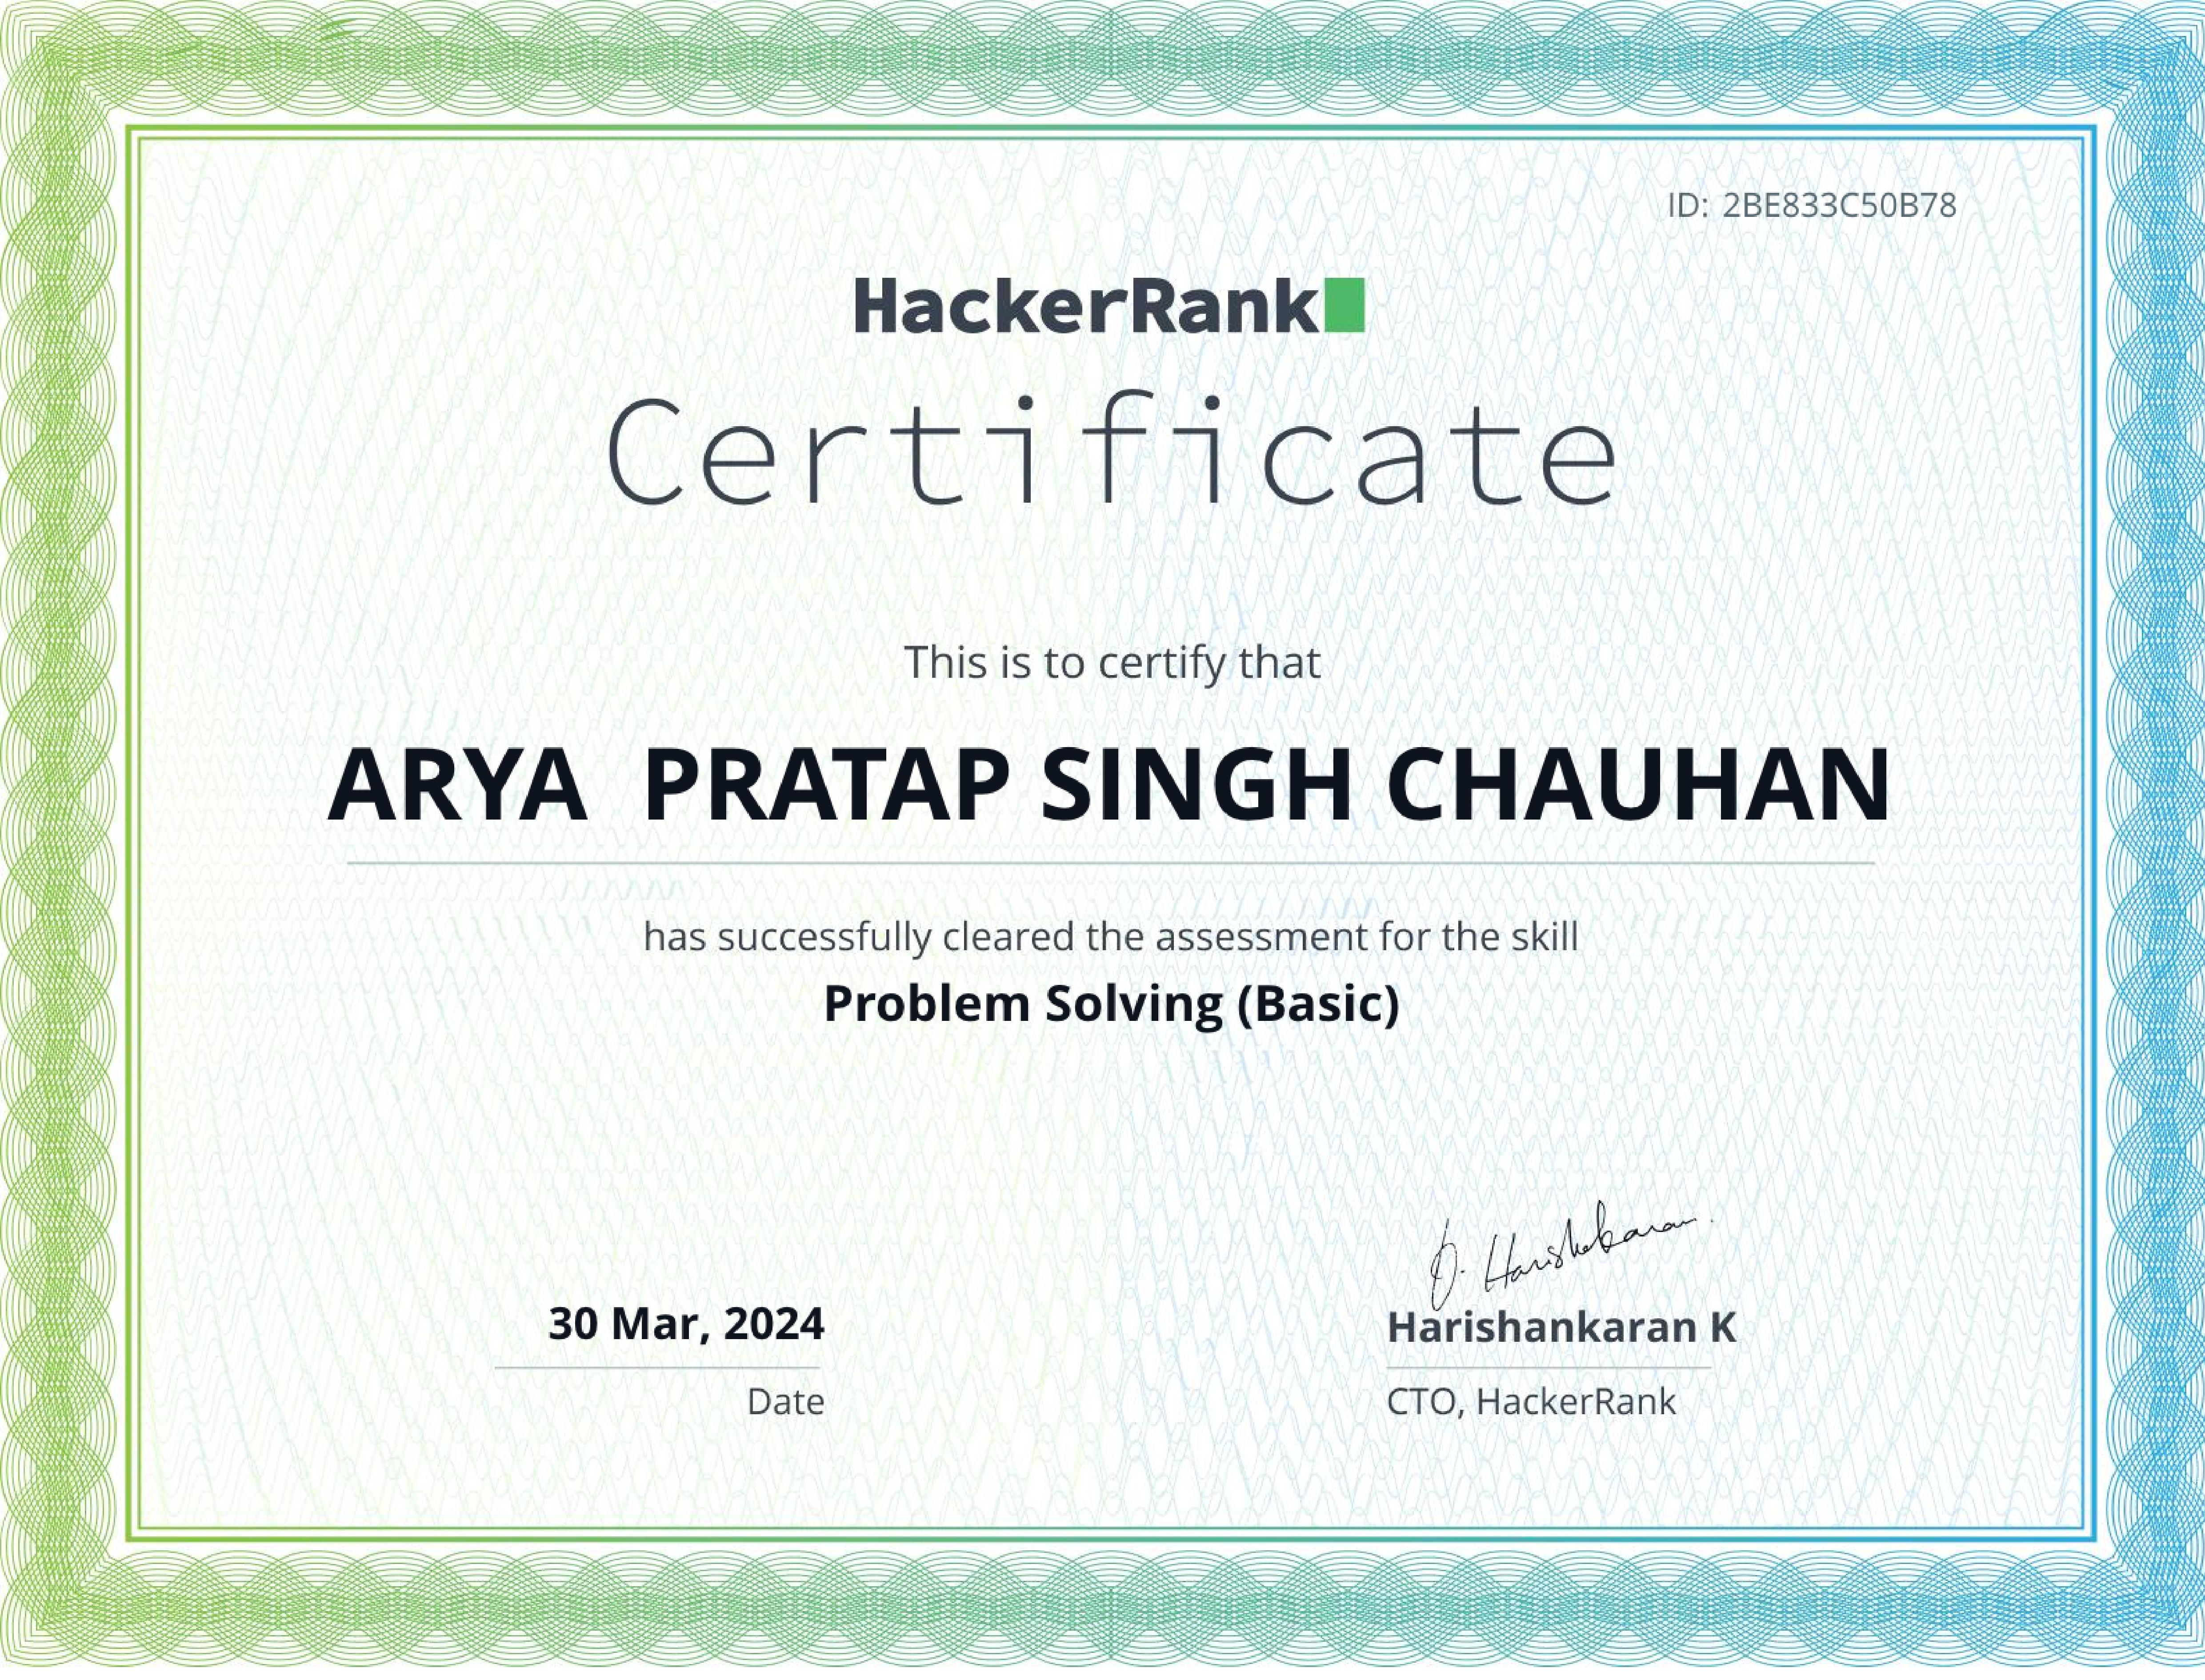 ID: 2BE833C50B78
HackerRank
Certificate
This is to certify that
ARYA  PRATAP SINGH CHAUHAN
has successfully cleared the assessment for the skill
Problem Solving (Basic)
D. Harishankaran.
30 Mar, 2024
Harishankaran K
Date
CTO, HackerRank